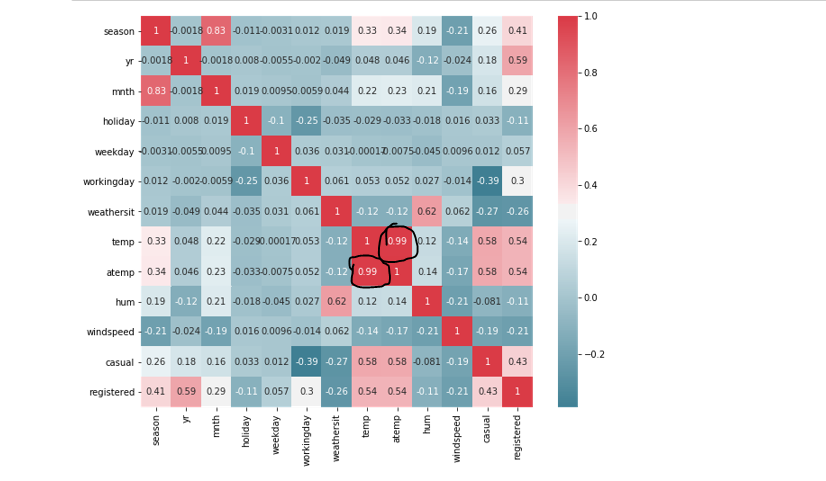 season 1 -0.0018 0.83 -0.011 -0.0031 0.012 0.019 0.33 0.34 0.19 -0.21 0.26 0.41
yr -0.0018 1 -0.0018 0.008 -0.0055 -0.002 -0.049 0.048 0.046 -0.12 -0.024 0.18 0.59
mnth 0.83 -0.0018 1 0.019 0.0095 -0.0059 0.044 0.22 0.23 0.21 -0.19 0.16 0.29
holiday -0.011 0.008 0.019 1 -0.1 -0.25 -0.035 -0.029 -0.033 -0.018 0.016 0.033 -0.11
weekday -0.0031 -0.0055 0.0095 -0.1 1 0.036 0.031 -0.00017 -0.0075 -0.045 0.0096 0.012 0.057
workingday 0.012 -0.002 -0.0059 -0.25 0.036 1 0.061 0.053 0.052 0.027 -0.014 -0.39 0.3
weathersit 0.019 -0.049 0.044 -0.035 0.031 0.061 1 -0.12 -0.12 0.62 0.062 -0.27 -0.26
temp 0.33 0.048 0.22 -0.029 -0.00017 0.053 -0.12 1 0.99 0.12 -0.14 0.58 0.54
atemp 0.34 0.046 0.23 -0.033 -0.0075 0.052 -0.12 0.99 1 0.14 -0.17 0.58 0.54
hum 0.19 -0.12 0.21 -0.018 -0.045 0.027 0.62 0.12 0.14 1 -0.21 -0.081 -0.11
windspeed -0.21 -0.024 -0.19 0.016 0.0096 -0.014 0.062 -0.14 -0.17 -0.21 1 -0.19 -0.21
casual 0.26 0.18 0.16 0.033 0.012 -0.39 -0.27 0.58 0.58 -0.081 -0.19 1 0.43
registered 0.41 0.59 0.29 -0.11 0.057 0.3 -0.26 0.54 0.54 -0.11 -0.21 0.43 1
season yr mnth holiday weekday workingday weathersit temp atemp hum windspeed casual registered
1.0
0.8
0.6
0.4
0.2
0.0
−0.2